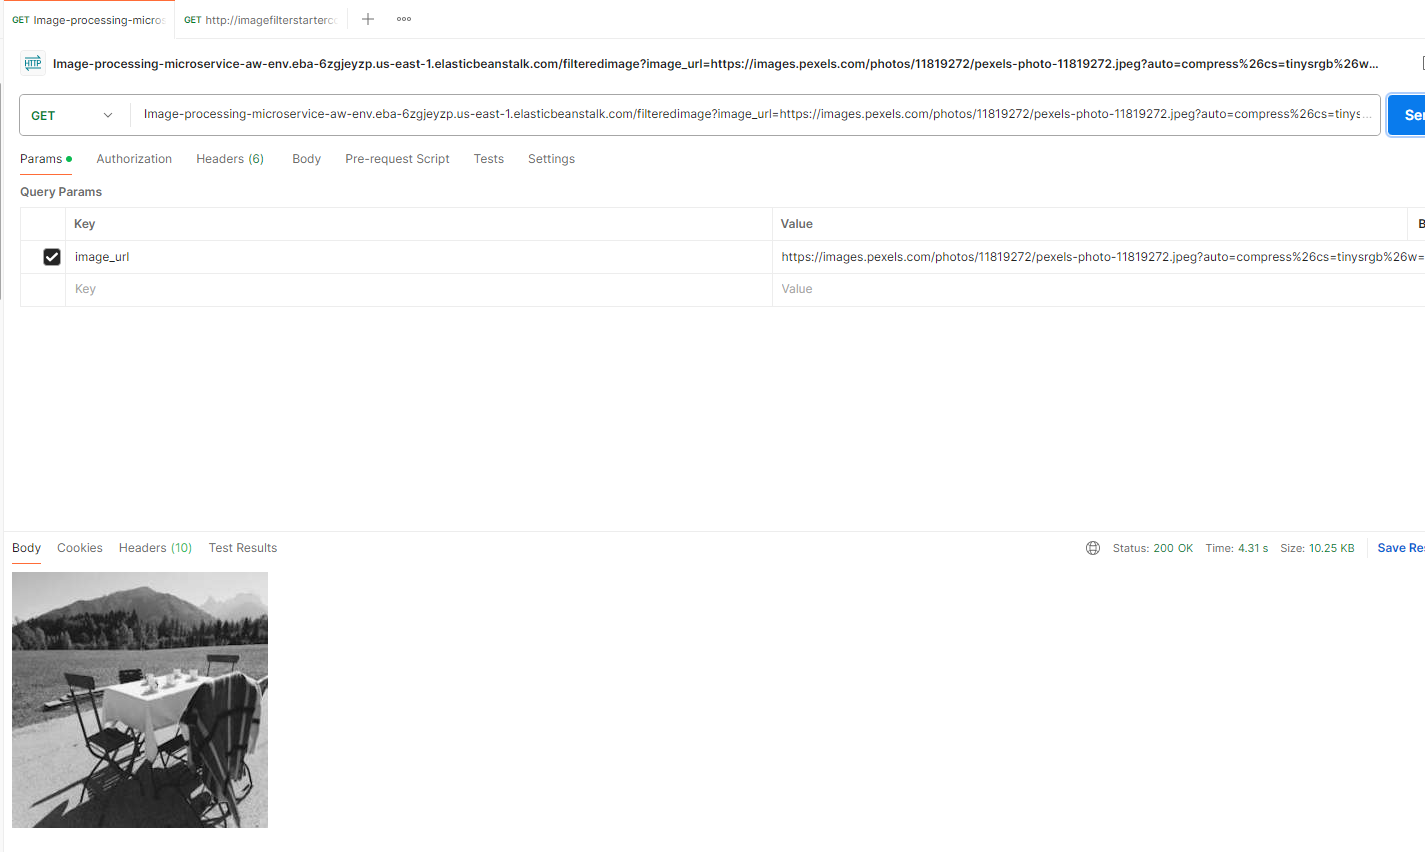 GET Image-processing-micros GET http://imagefilterstarterco
HTTP Image-processing-microservice-aw-env.eba-6zgjeyzp.us-east-1.elasticbeanstalk.com/filteredimage?image_url=https://images.pexels.com/photos/11819272/pexels-photo-11819272.jpeg?auto=compress%26cs=tinysrgb%26w...
GET Image-processing-microservice-aw-env.eba-6zgjeyzp.us-east-1.elasticbeanstalk.com/filteredimage?image_url=https://images.pexels.com/photos/11819272/pexels-photo-11819272.jpeg?auto=compress%26cs=tinys... Sen
Params Authorization Headers (6) Body Pre-request Script Tests Settings
Query Params
Key Value B
image_url https://images.pexels.com/photos/11819272/pexels-photo-11819272.jpeg?auto=compress%26cs=tinysrgb%26w=
Key Value
Body Cookies Headers (10) Test Results Status: 200 OK Time: 4.31 s Size: 10.25 KB Save Res